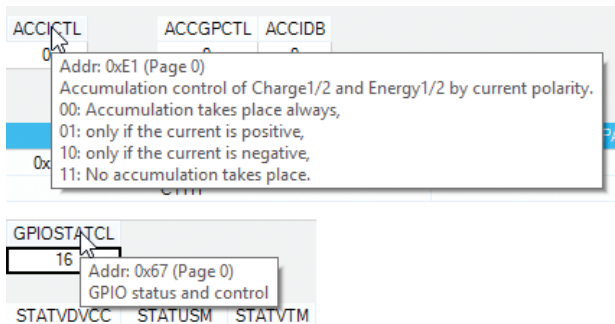 ACCICTL ACCGPCTL ACCIDB
Addr: 0xE1 (Page 0)
Accumulation control of Charge1/2 and Energy1/2 by current polarity.
00: Accumulation takes place always,
01: only if the current is positive,
10: only if the current is negative,
11: No accumulation takes place.
0x
GPIOSTATCL
16
Addr: 0x67 (Page 0)
GPIO status and control
STATVDVCC STATUSM STATVTM